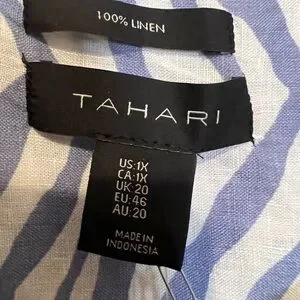 100% LINEN
TAHARI
US:1X
CA:1X
UK:20
EU:46
AU:20
MADE IN
INDONESIA